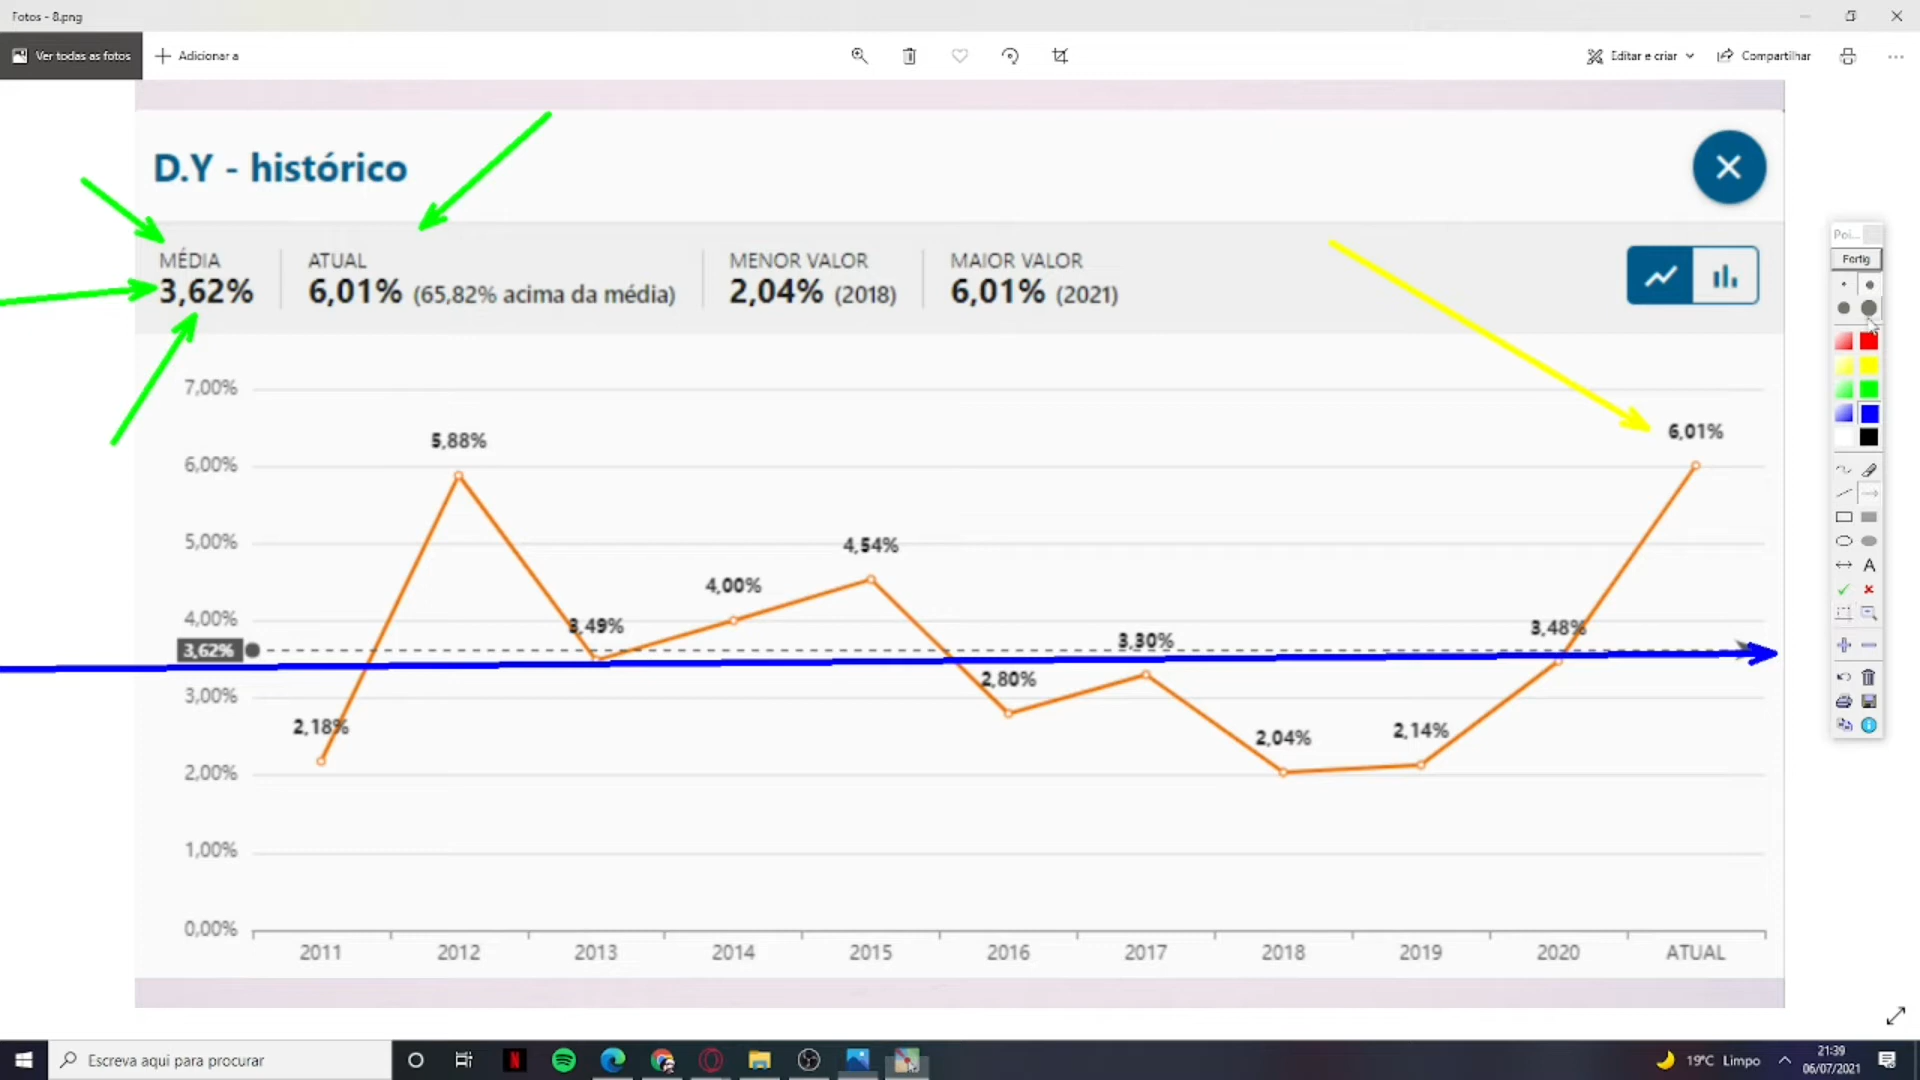 Fotos - 8.png
Ver todas as fotos
Adicionar a
Editar e criar
Compartilhar
D.Y - histórico
MÉDIA
3,62%
ATUAL
6,01% (65,82% acima da média)
MENOR VALOR
2,04% (2018)
MAIOR VALOR
6,01% (2021)
Poi...
Fertig
A
7,00%
6,00%
5,00%
4,00%
3,62%
3,00%
2,00%
1,00%
0,00%
2,18%
5,88%
3,49%
4,00%
4,54%
2,80%
3,30%
2,04%
2,14%
3,48%
6,01%
2011
2012
2013
2014
2015
2016
2017
2018
2019
2020
ATUAL
Escreva aqui para procurar
19°C Limpo
21:39
06/07/2021